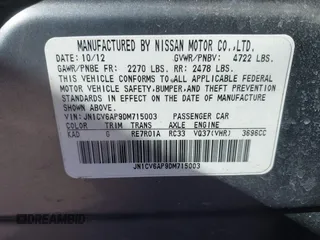 MANUFACTURED BY NISSAN MOTOR CO.,LTD.
DATE: 10/12 GVWR/PNBV: 4722 LBS.
GAWR/PNBE FR: 2270 LBS. RR: 2478 LBS.
THIS VEHICLE CONFORMS TO ALL APPLICABLE FEDERAL
MOTOR VEHICLE SAFETY,BUMPER,AND THEFT
PREVENTION STANDARDS IN EFFECT ON THE DATE OF MANUFACTURE
SHOWN ABOVE.
VIN: JN1CV6AP9DM715003 PASSENGER CAR
COLOR TRIM TRANS AXLE ENGINE
KAD G RE7R01A RC33 VQ37(VHR) 3696CC
JN1CV6AP9DM715003